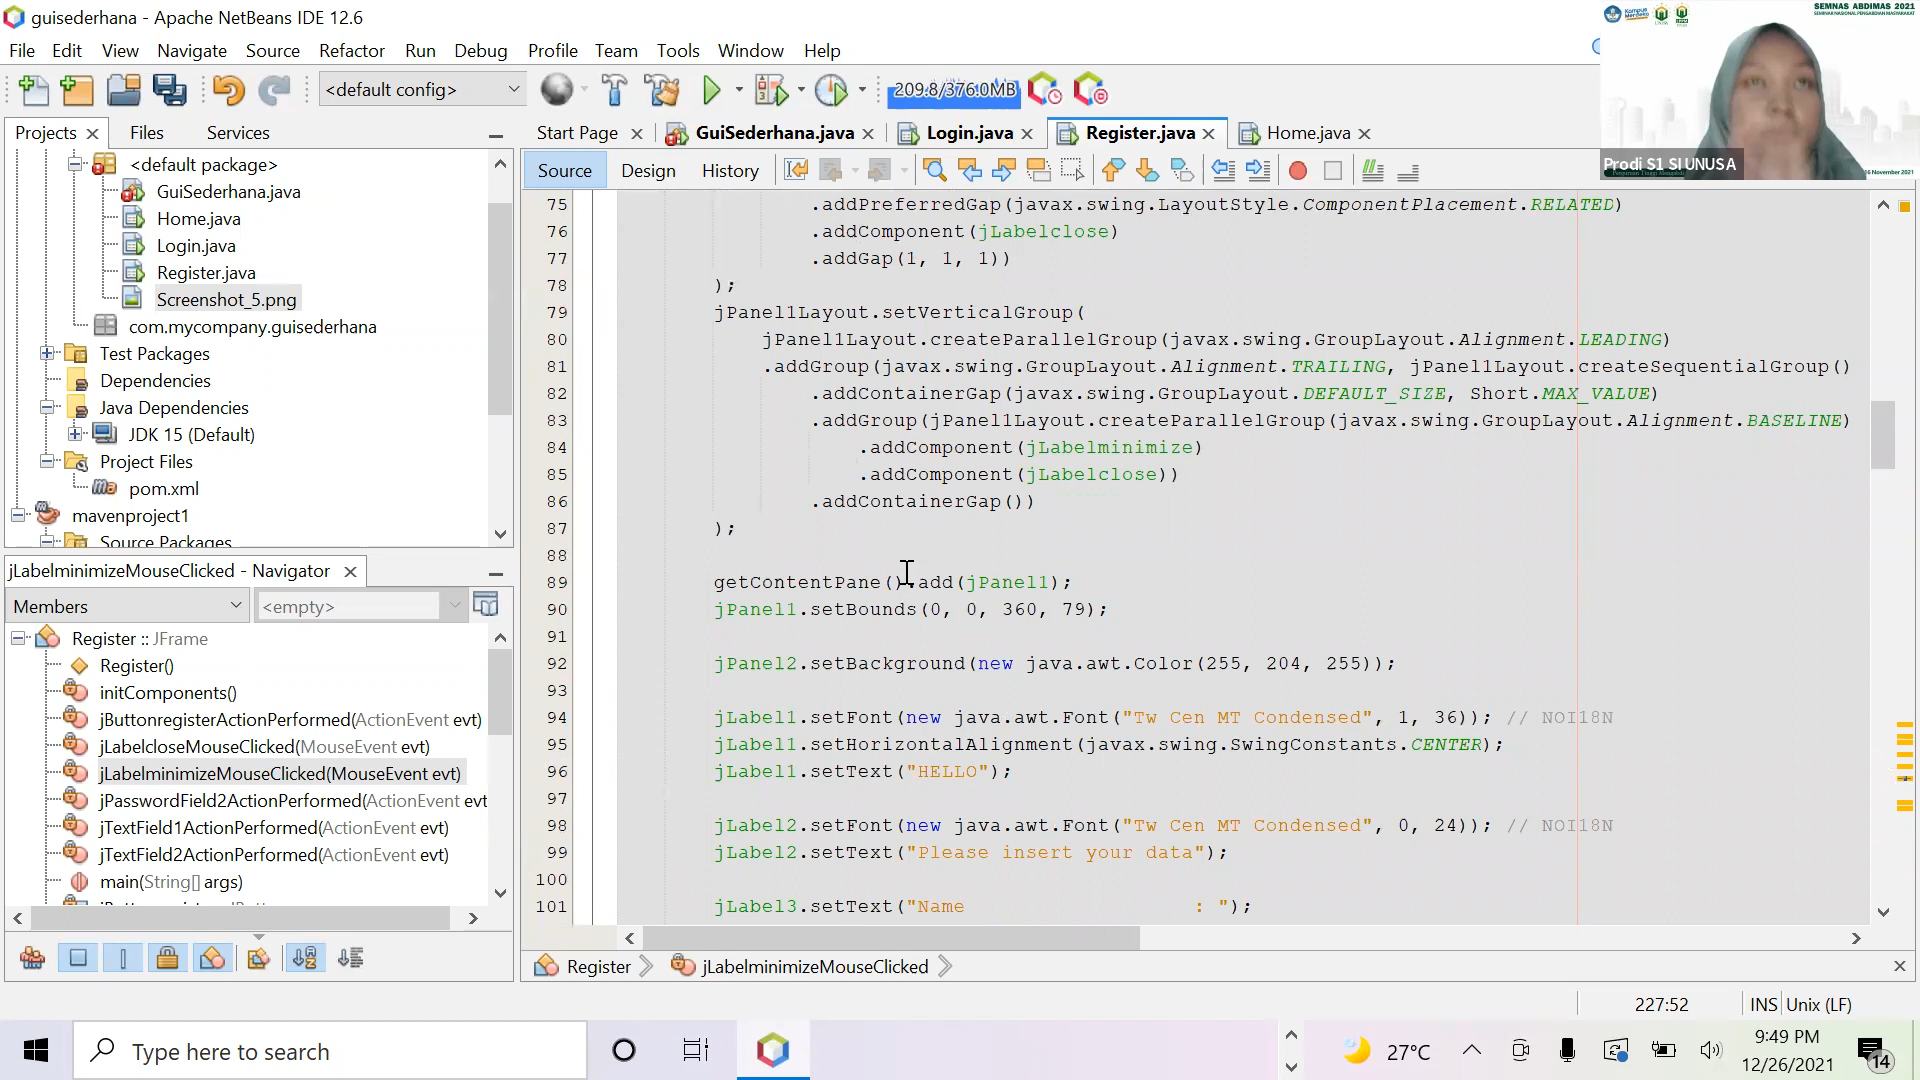 guisederhana - Apache NetBeans IDE 12.6
File Edit View Navigate Source Refactor Run Debug Profile Team Tools Window Help
<default config>
209.8/376.0MB
SEMNAS ABDIMAS 2021
Prodi S1 SI UNUSA
Projects Files Services
Start Page GuiSederhana.java Login.java Register.java Home.java
Source Design History
<default package>
GuiSederhana.java
Home.java
Login.java
Register.java
Screenshot_5.png
com.mycompany.guisederhana
Test Packages
Dependencies
Java Dependencies
JDK 15 (Default)
Project Files
pom.xml
mavenproject1
Source Packages
jLabelminimizeMouseClicked - Navigator
Members <empty>
Register :: JFrame
Register()
initComponents()
jButtonregisterActionPerformed(ActionEvent evt)
jLabelcloseMouseClicked(MouseEvent evt)
jLabelminimizeMouseClicked(MouseEvent evt)
jPasswordField2ActionPerformed(ActionEvent evt
jTextField1ActionPerformed(ActionEvent evt)
jTextField2ActionPerformed(ActionEvent evt)
main(String[] args)
75 .addPreferredGap(javax.swing.LayoutStyle.ComponentPlacement.RELATED)
76 .addComponent(jLabelclose)
77 .addGap(1, 1, 1))
78 );
79 jPanel1Layout.setVerticalGroup(
80 jPanel1Layout.createParallelGroup(javax.swing.GroupLayout.Alignment.LEADING)
81 .addGroup(javax.swing.GroupLayout.Alignment.TRAILING, jPanel1Layout.createSequentialGroup()
82 .addContainerGap(javax.swing.GroupLayout.DEFAULT_SIZE, Short.MAX_VALUE)
83 .addGroup(jPanel1Layout.createParallelGroup(javax.swing.GroupLayout.Alignment.BASELINE)
84 .addComponent(jLabelminimize)
85 .addComponent(jLabelclose))
86 .addContainerGap())
87 );
88
89 getContentPane().add(jPanel1);
90 jPanel1.setBounds(0, 0, 360, 79);
91
92 jPanel2.setBackground(new java.awt.Color(255, 204, 255));
93
94 jLabel1.setFont(new java.awt.Font("Tw Cen MT Condensed", 1, 36)); // NOI18N
95 jLabel1.setHorizontalAlignment(javax.swing.SwingConstants.CENTER);
96 jLabel1.setText("HELLO");
97
98 jLabel2.setFont(new java.awt.Font("Tw Cen MT Condensed", 0, 24)); // NOI18N
99 jLabel2.setText("Please insert your data");
100
101 jLabel3.setText("Name : ");
Register jLabelminimizeMouseClicked
227:52 INS Unix (LF)
Type here to search
27°C
9:49 PM
12/26/2021
14